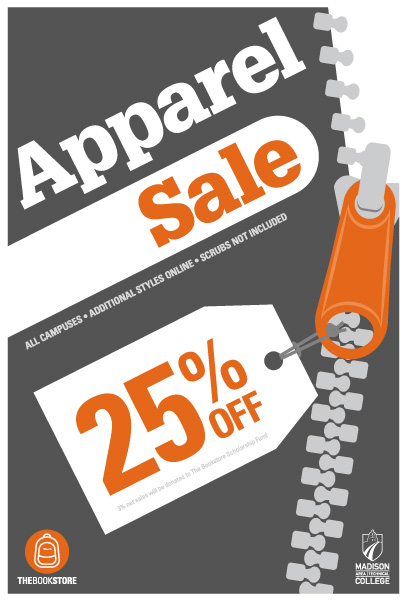 Apparel
Sale
ALL CAMPUSES • ADDITIONAL STYLES ONLINE • SCRUBS NOT INCLUDED
25% OFF
3% net sales will be donated to The Bookstore Scholarship Fund
THEBOOKSTORE
MADISON
AREA TECHNICAL
COLLEGE